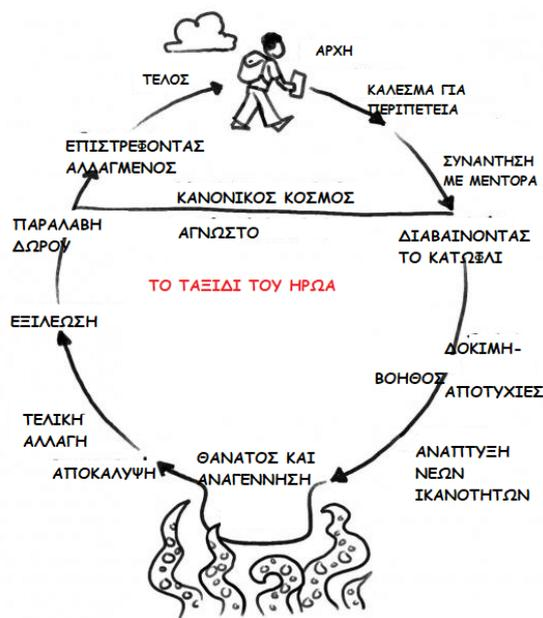 ΑΡΧΗ
ΚΑΛΕΣΜΑ ΓΙΑ
ΠΕΡΙΠΕΤΕΙΑ
ΣΥΝΑΝΤΗΣΗ
ΜΕ ΜΕΝΤΟΡΑ
ΔΙΑΒΑΙΝΟΝΤΑΣ
ΤΟ ΚΑΤΩΦΛΙ
ΔΟΚΙΜΗ-
ΑΠΟΤΥΧΙΕΣ
ΒΟΗΘΟΣ
ΑΝΑΠΤΥΞΗ
ΝΕΩΝ
ΙΚΑΝΟΤΗΤΩΝ
ΘΑΝΑΤΟΣ ΚΑΙ
ΑΝΑΓΕΝΝΗΣΗ
ΑΠΟΚΑΛΥΨΗ
ΤΕΛΙΚΗ
ΑΛΛΑΓΗ
ΕΞΙΛΕΩΣΗ
ΠΑΡΑΛΑΒΗ
ΔΩΡΟΥ
ΕΠΙΣΤΡΕΦΟΝΤΑΣ
ΑΛΛΑΓΜΕΝΟΣ
ΤΕΛΟΣ
ΚΑΝΟΝΙΚΟΣ ΚΟΣΜΟΣ
ΑΓΝΩΣΤΟ
ΤΟ ΤΑΞΙΔΙ ΤΟΥ ΗΡΩΑ